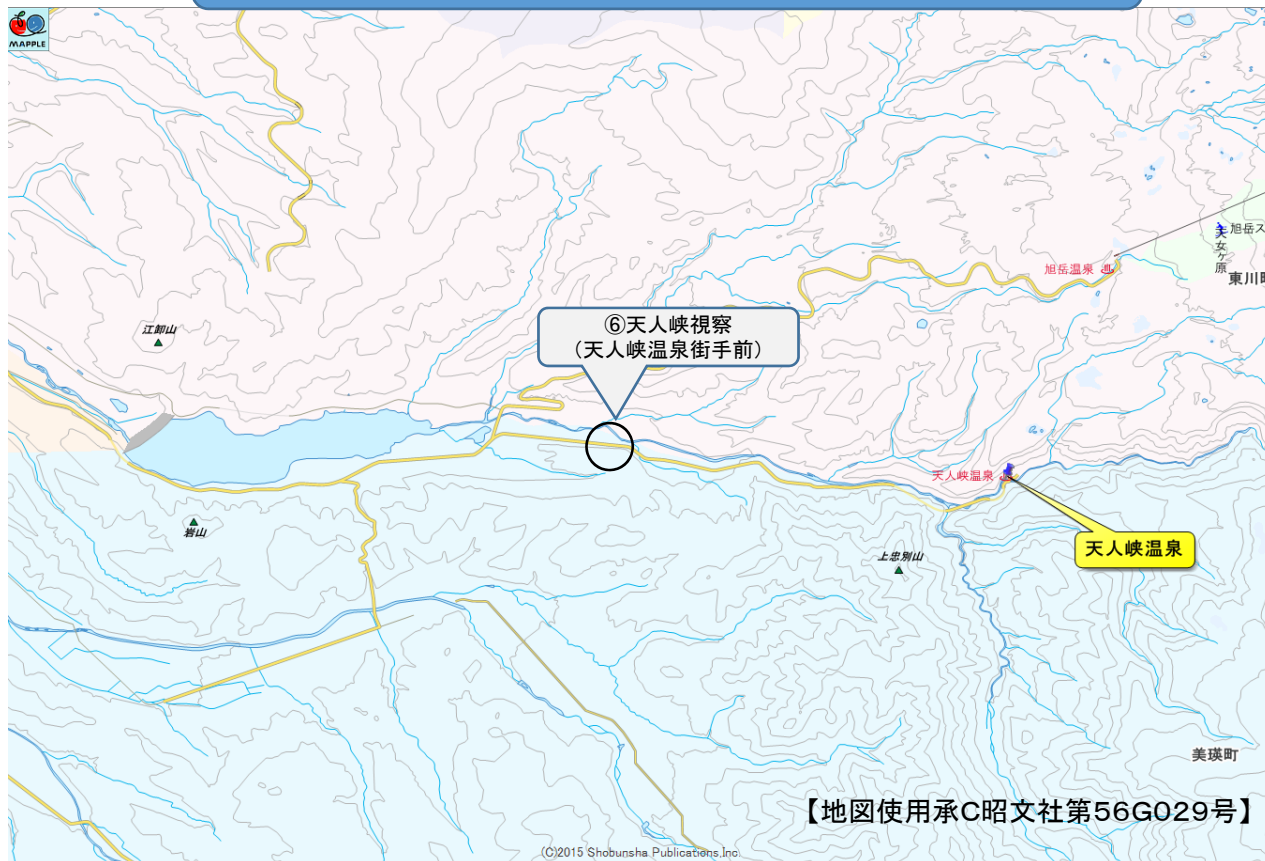 MAPPLE
旭岳ス
天女ヶ原
旭岳温泉
東川町
⑥天人峡視察
(天人峡温泉街手前)
江卸山
天人峡温泉
岩山
天人峡温泉
上忠別山
美瑛町
【地図使用承C昭文社第56G029号】
(C)2015 Shobunsha Publications,Inc.